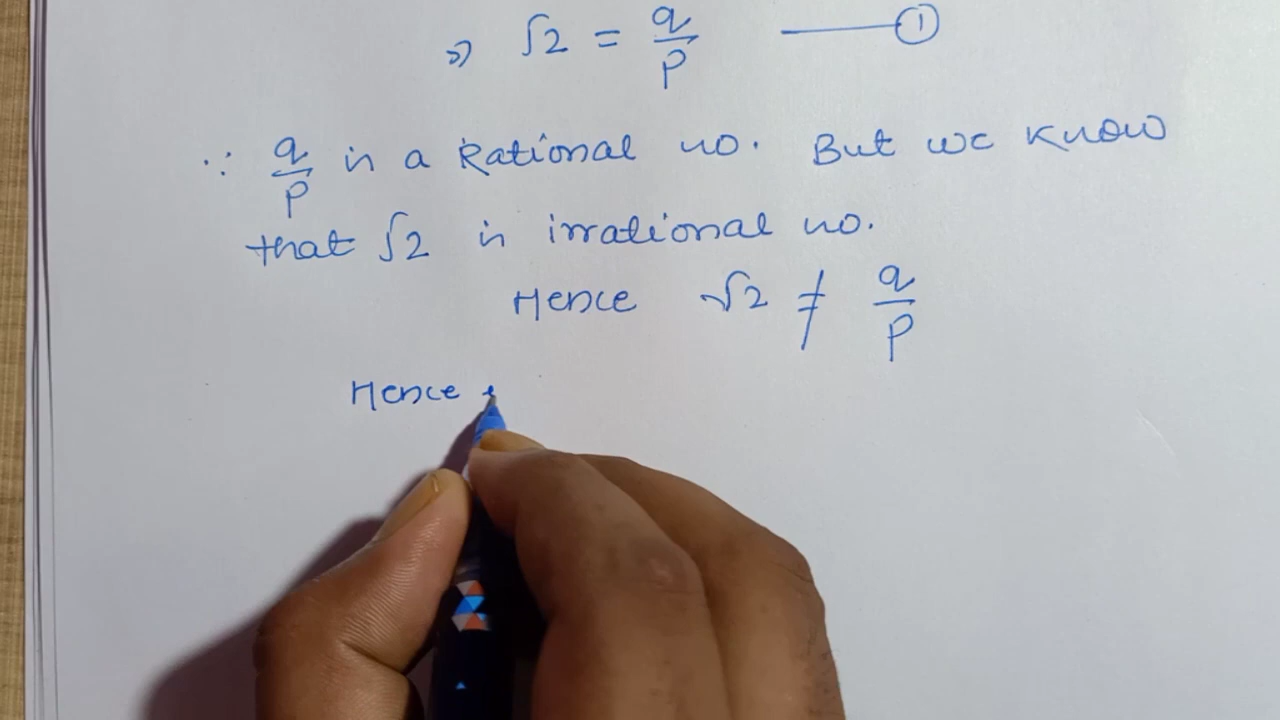 ⇒ √2 = q/p —— ①
∵ q/p is a Rational no. But we know
that √2 is irrational no.
Hence √2 ≠ q/p
Hence